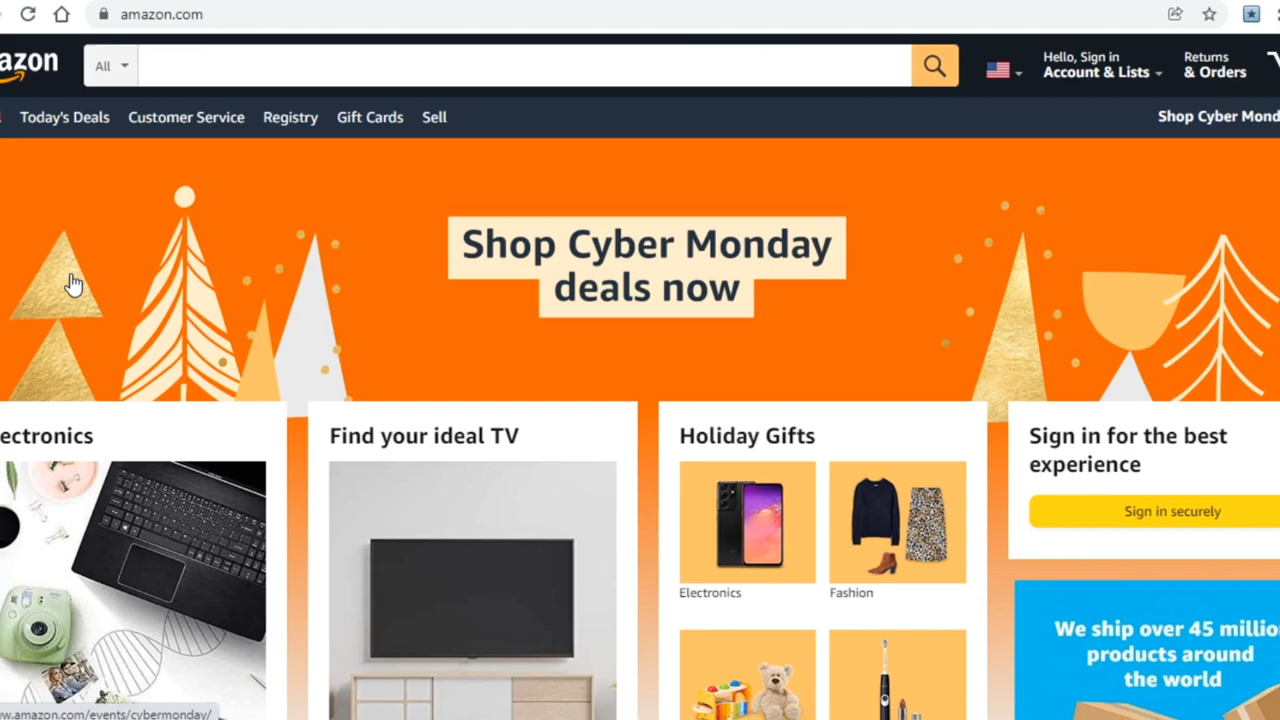 amazon.com
azon
All
Hello, Sign in
Account & Lists
Returns
& Orders
Today's Deals
Customer Service
Registry
Gift Cards
Sell
Shop Cyber Mond
Shop Cyber Monday
deals now
ectronics
Find your ideal TV
Holiday Gifts
Electronics
Fashion
Sign in for the best
experience
Sign in securely
We ship over 45 millio
products around
the world
w.amazon.com/events/cybermonday/